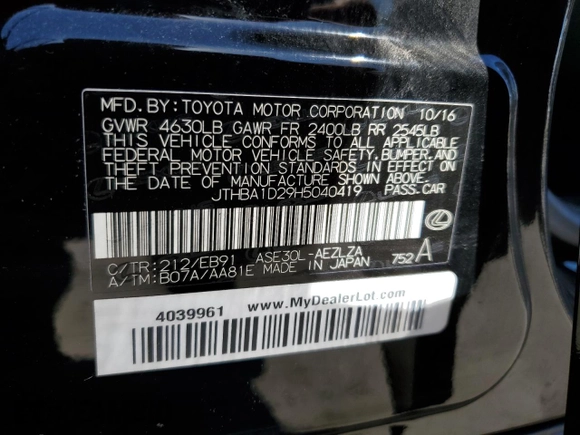 MFD. BY: TOYOTA MOTOR CORPORATION 10/16
GVWR 4630LB GAWR FR 2400LB RR 2545LB
THIS VEHICLE CONFORMS TO ALL APPLICABLE
FEDERAL MOTOR VEHICLE SAFETY, BUMPER, AND
THEFT PREVENTION STANDARDS IN EFFECT ON
THE DATE OF MANUFACTURE SHOWN ABOVE.
JTHBA1D29H5040419 PASS. CAR
C/TR: 212/EB91 ASE30L-AEZLZA
A/TM: B07A/AA81E MADE IN JAPAN 752 A
4039961 www.MyDealerLot.com